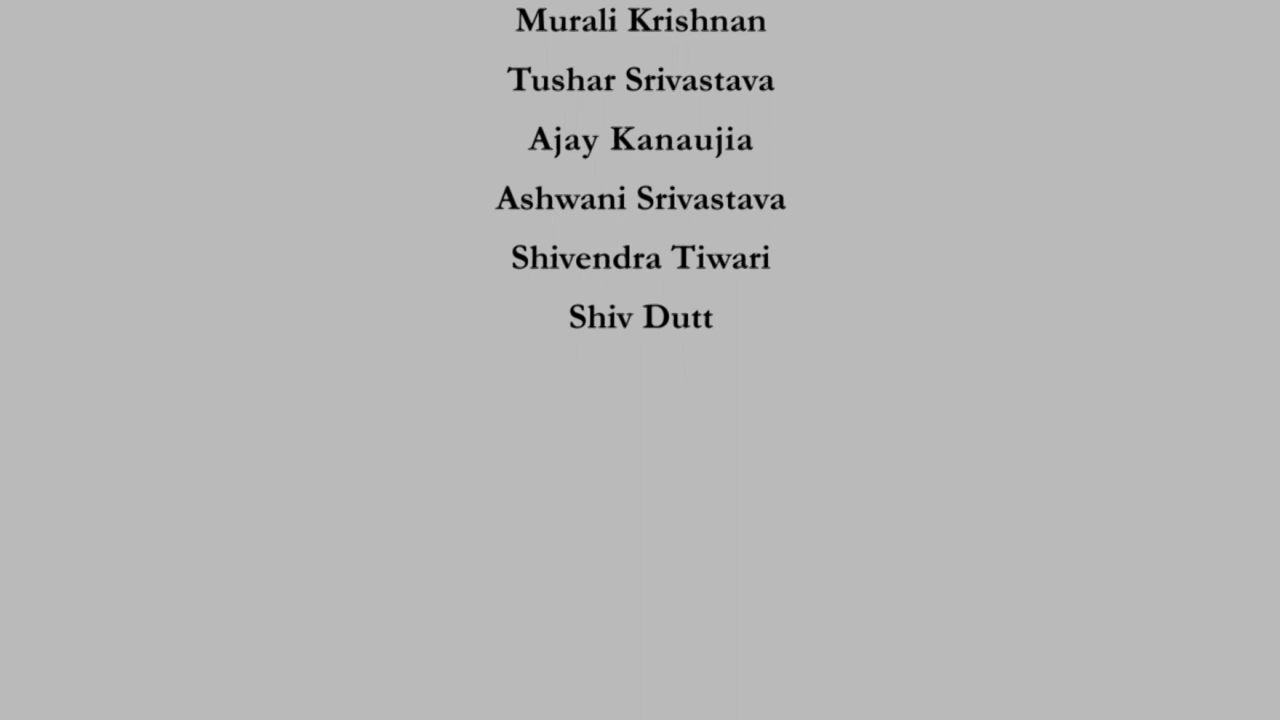 Murali Krishnan
Tushar Srivastava
Ajay Kanaujia
Ashwani Srivastava
Shivendra Tiwari
Shiv Dutt